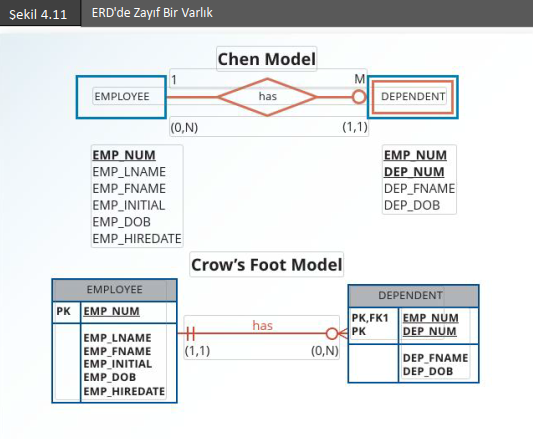 Şekil 4.11 ERD'de Zayıf Bir Varlık
Chen Model
1 M
EMPLOYEE has DEPENDENT
(0,N) (1,1)
EMP_NUM
EMP_LNAME
EMP_FNAME
EMP_INITIAL
EMP_DOB
EMP_HIREDATE
EMP_NUM
DEP_NUM
DEP_FNAME
DEP_DOB
Crow's Foot Model
EMPLOYEE
PK EMP_NUM
EMP_LNAME
EMP_FNAME
EMP_INITIAL
EMP_DOB
EMP_HIREDATE
has
(1,1) (0,N)
DEPENDENT
PK,FK1 EMP_NUM
PK DEP_NUM
DEP_FNAME
DEP_DOB